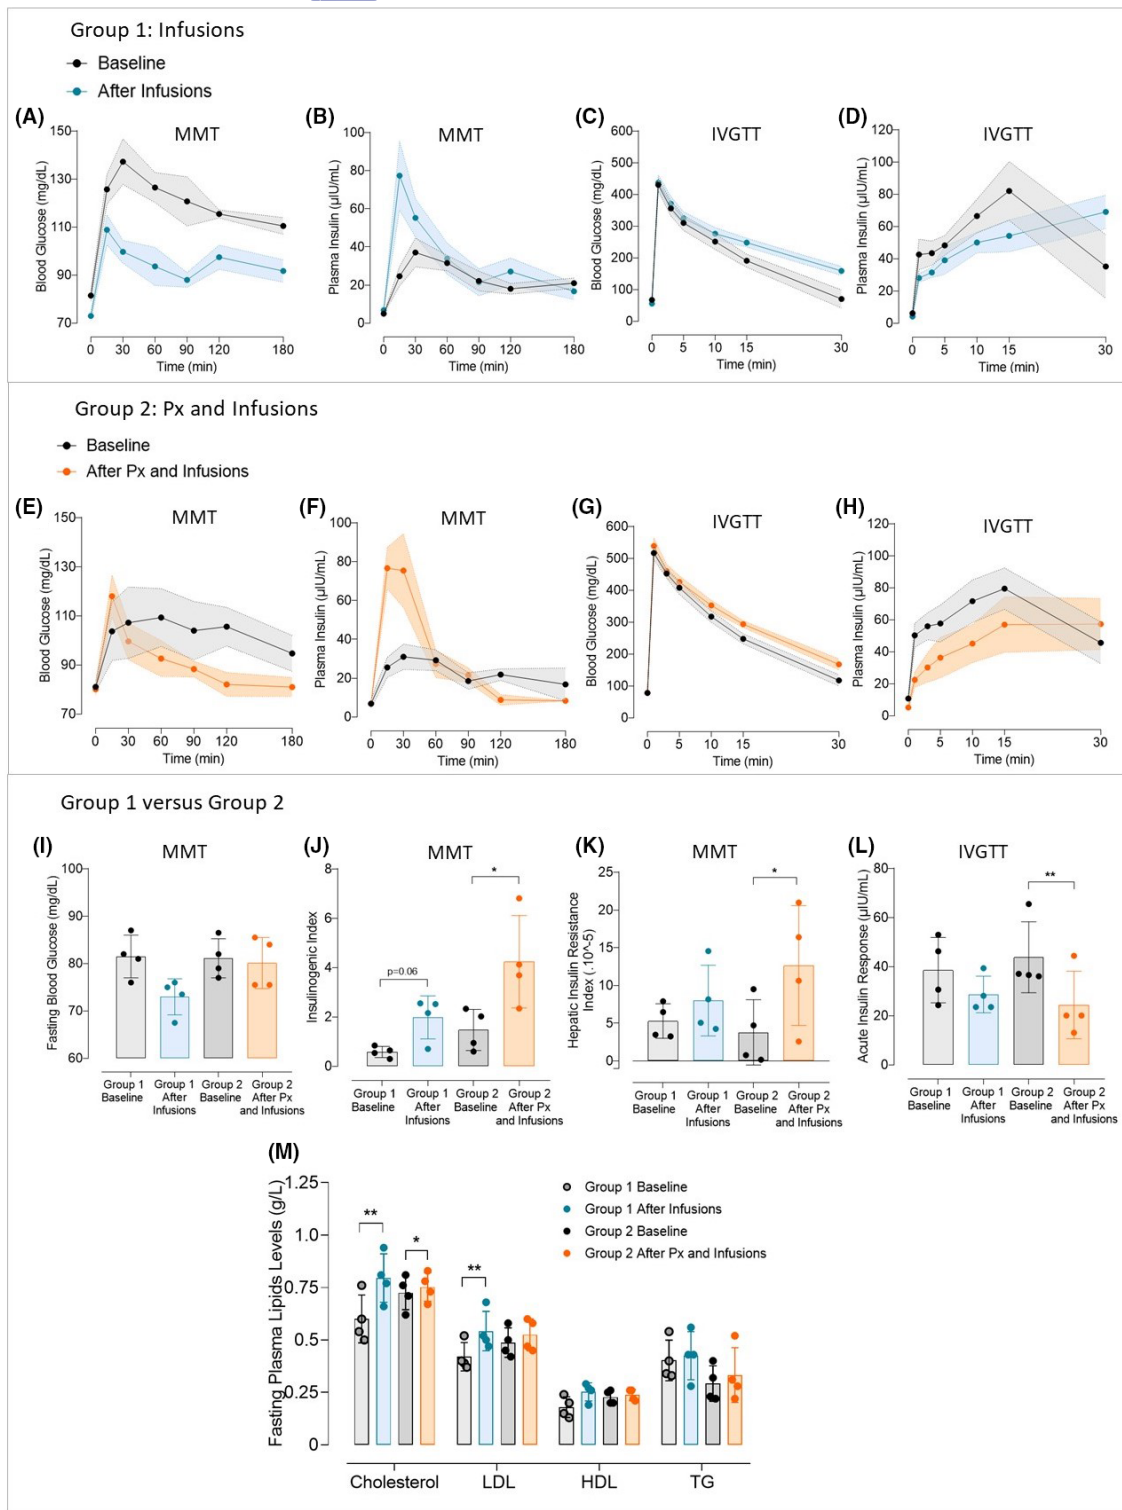 Group 1: Infusions
Baseline
After Infusions
(A)
MMT
Blood Glucose (mg/dL)
150
130
110
90
70
0 30 60 90 120 180
Time (min)
(B)
MMT
Plasma Insulin (µIU/mL)
100
80
60
40
20
0
0 30 60 90 120 180
Time (min)
(C)
IVGTT
Blood Glucose (mg/dL)
600
500
400
300
200
100
0
0 5 10 15 30
Time (min)
(D)
IVGTT
Plasma Insulin (µIU/mL)
120
100
80
60
40
20
0
0 5 10 15 30
Time (min)
Group 2: Px and Infusions
Baseline
After Px and Infusions
(E)
MMT
Blood Glucose (mg/dL)
150
130
110
90
70
0 30 60 90 120 180
Time (min)
(F)
MMT
Plasma Insulin (µIU/mL)
100
80
60
40
20
0
0 30 60 90 120 180
Time (min)
(G)
IVGTT
Blood Glucose (mg/dL)
600
500
400
300
200
100
0
0 5 10 15 30
Time (min)
(H)
IVGTT
Plasma Insulin (µIU/mL)
120
100
80
60
40
20
0
0 5 10 15 30
Time (min)
Group 1 versus Group 2
(I)
MMT
Fasting Blood Glucose (mg/dL)
100
90
80
70
60
Group 1 Group 1 Group 2 Group 2
Baseline After Baseline After Px
Infusions and Infusions
(J)
MMT
Insulinogenic Index
8
6
4
2
0
p=0.06
*
Group 1 Group 1 Group 2 Group 2
Baseline After Baseline After Px
Infusions and Infusions
(K)
MMT
Hepatic Insulin Resistance
Index (.10^-5)
25
20
15
10
5
0
*
Group 1 Group 1 Group 2 Group 2
Baseline After Baseline After Px
Infusions and Infusions
(L)
IVGTT
Acute Insulin Response (µIU/mL)
80
60
40
20
0
**
Group 1 Group 1 Group 2 Group 2
Baseline After Baseline After Px
Infusions and Infusions
(M)
Fasting Plasma Lipids Levels (g/L)
1.25
1.0
0.75
0.5
0.25
0
**
*
**
Group 1 Baseline
Group 1 After Infusions
Group 2 Baseline
Group 2 After Px and Infusions
Cholesterol LDL HDL TG